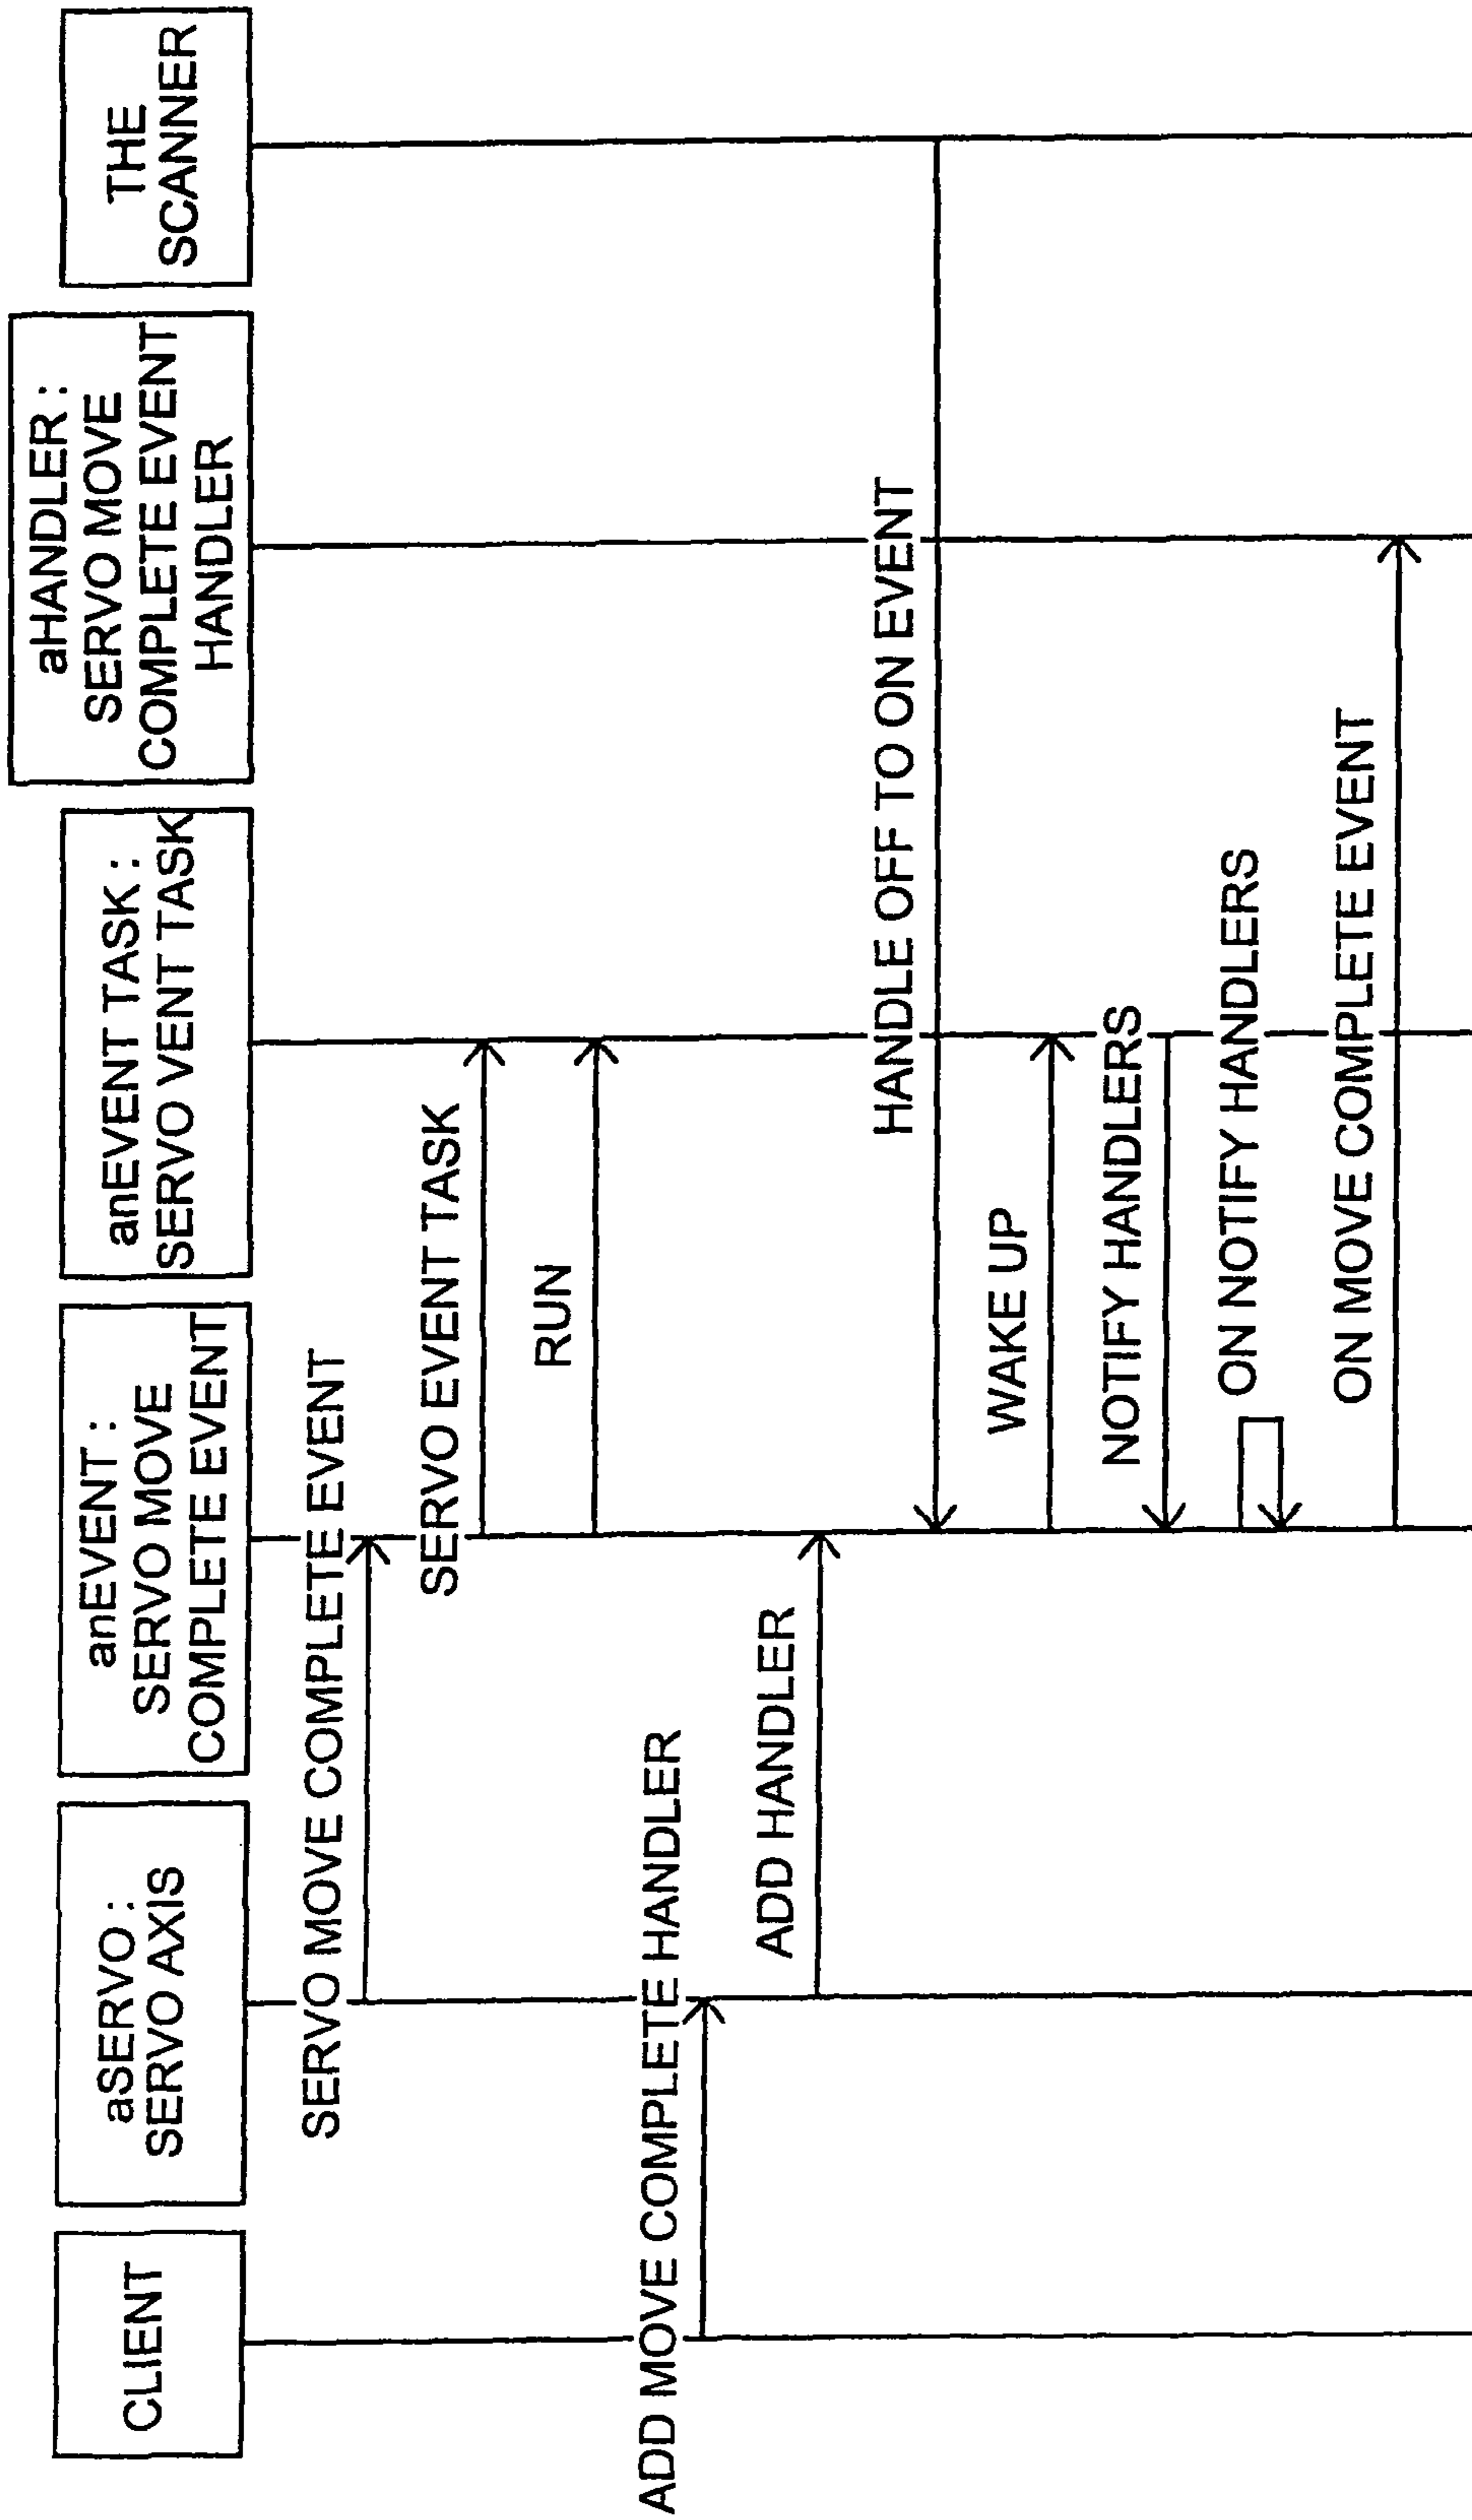 CLIENT
aSERVO:
SERVO AXIS
anEVENT:
SERVO MOVE
COMPLETE EVENT
anEVENT TASK:
SERVO VENT TASK
aHANDLER:
SERVO MOVE
COMPLETE EVENT
HANDLER
THE
SCANNER
SERVO MOVE COMPLETE EVENT
SERVO EVENT TASK
RUN
ADD MOVE COMPLETE HANDLER
ADD HANDLER
HANDLE OFF TO ON EVENT
WAKE UP
NOTIFY HANDLERS
ON NOTIFY HANDLERS
ON MOVE COMPLETE EVENT